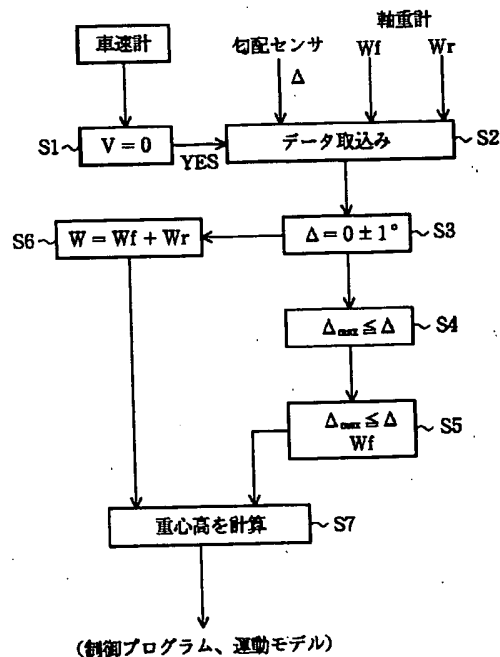 車速計
勾配センサ
軸重計
Δ
Wf
Wr
S1
V = 0
YES
データ取込み
S2
S6
W = Wf + Wr
Δ = 0 ± 1°
S3
Δmax ≦ Δ
S4
Δmax ≦ Δ
Wf
S5
重心高を計算
S7
(制御プログラム、運動モデル)